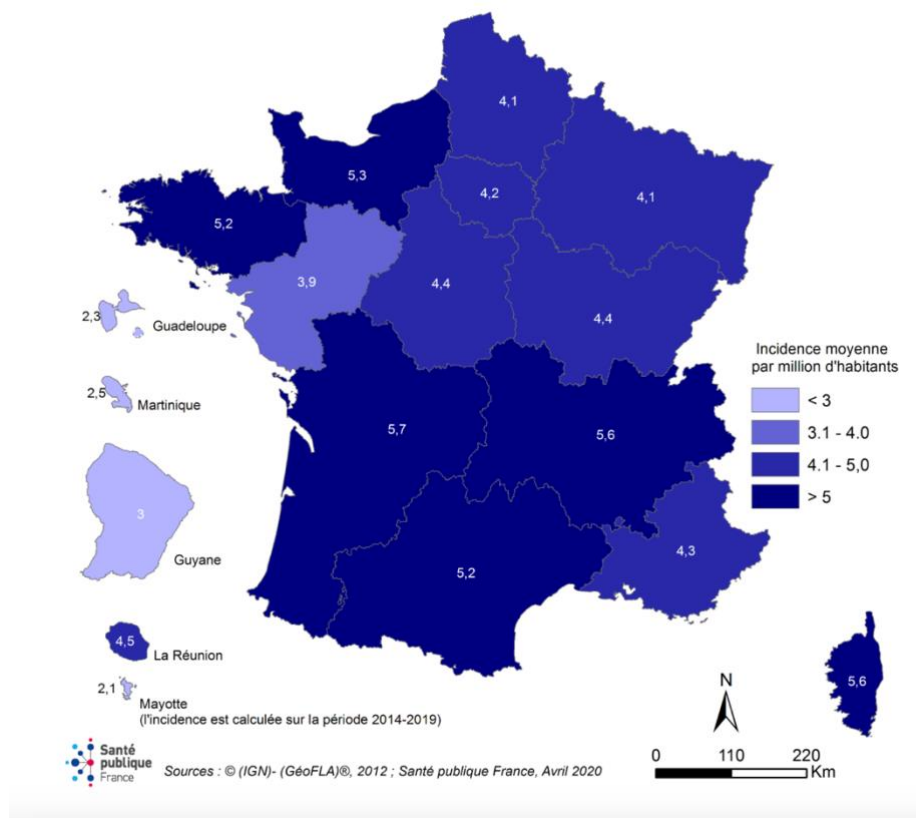 4,1
5,3
4,2
4,1
5,2
3,9
4,4
4,4
2,3
Guadeloupe
Incidence moyenne
par million d'habitants
< 3
3.1 - 4.0
4.1 - 5,0
> 5
2,5
Martinique
5,7
5,6
3
Guyane
4,3
5,2
4,5
La Réunion
5,6
2,1
Mayotte
(l'incidence est calculée sur la période 2014-2019)
N
Santé
publique
France
Sources : © (IGN)- (GéoFLA)®, 2012 ; Santé publique France, Avril 2020
0 110 220
Km